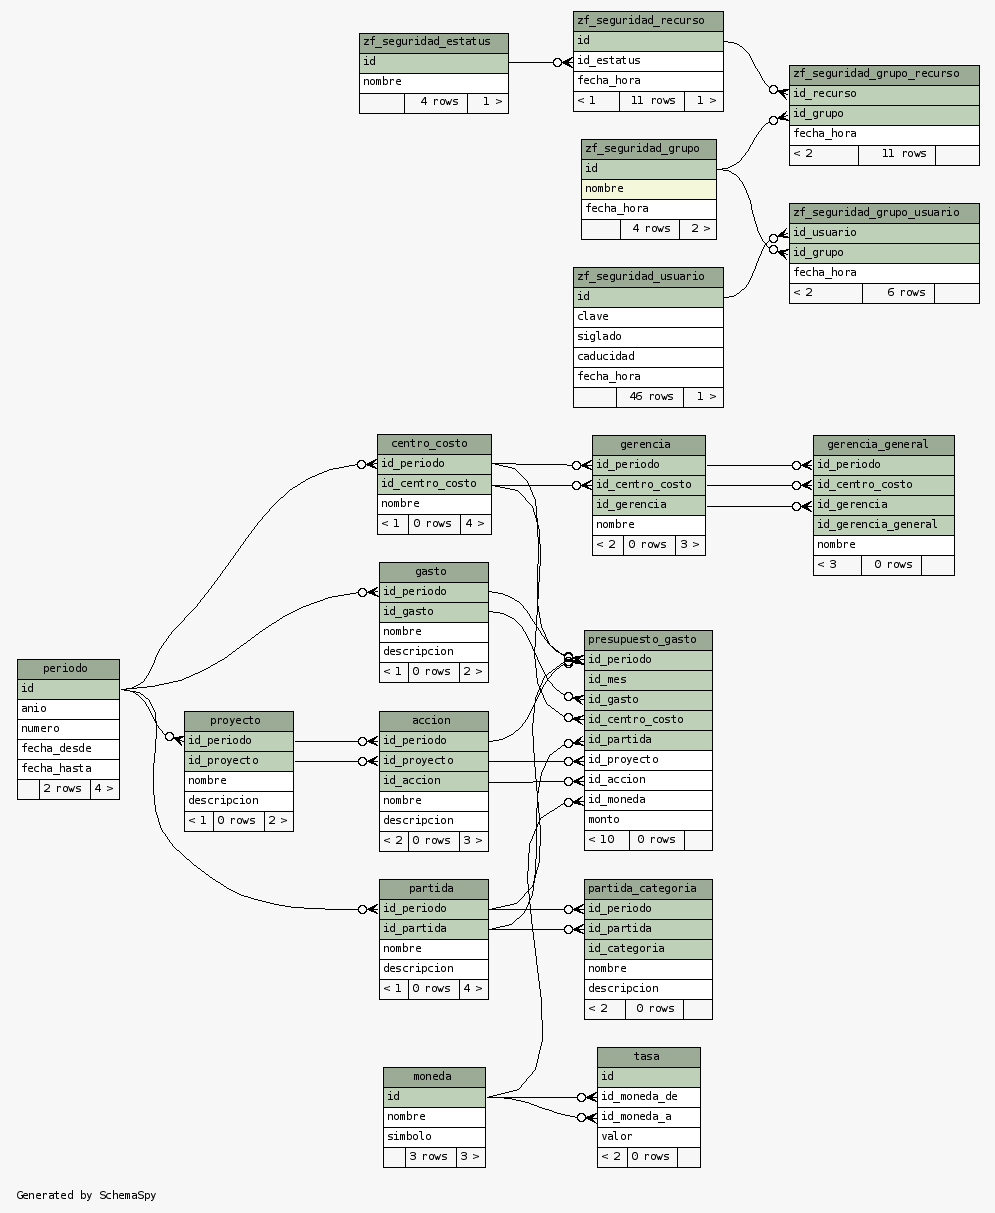 zf_seguridad_estatus
id
nombre
4 rows 1 >
zf_seguridad_recurso
id
id_estatus
fecha_hora
< 1 11 rows 1 >
zf_seguridad_grupo_recurso
id_recurso
id_grupo
fecha_hora
< 2 11 rows
zf_seguridad_grupo
id
nombre
fecha_hora
4 rows 2 >
zf_seguridad_grupo_usuario
id_usuario
id_grupo
fecha_hora
< 2 6 rows
zf_seguridad_usuario
id
clave
siglado
caducidad
fecha_hora
46 rows 1 >
centro_costo
id_periodo
id_centro_costo
nombre
< 1 0 rows 4 >
gerencia
id_periodo
id_centro_costo
id_gerencia
nombre
< 2 0 rows 3 >
gerencia_general
id_periodo
id_centro_costo
id_gerencia
id_gerencia_general
nombre
< 3 0 rows
gasto
id_periodo
id_gasto
nombre
descripcion
< 1 0 rows 2 >
presupuesto_gasto
id_periodo
id_mes
id_gasto
id_centro_costo
id_partida
id_proyecto
id_accion
id_moneda
monto
< 10 0 rows
periodo
id
anio
numero
fecha_desde
fecha_hasta
2 rows 4 >
proyecto
id_periodo
id_proyecto
nombre
descripcion
< 1 0 rows 2 >
accion
id_periodo
id_proyecto
id_accion
nombre
descripcion
< 2 0 rows 3 >
partida
id_periodo
id_partida
nombre
descripcion
< 1 0 rows 4 >
partida_categoria
id_periodo
id_partida
id_categoria
nombre
descripcion
< 2 0 rows
moneda
id
nombre
simbolo
3 rows 3 >
tasa
id
id_moneda_de
id_moneda_a
valor
< 2 0 rows
Generated by SchemaSpy